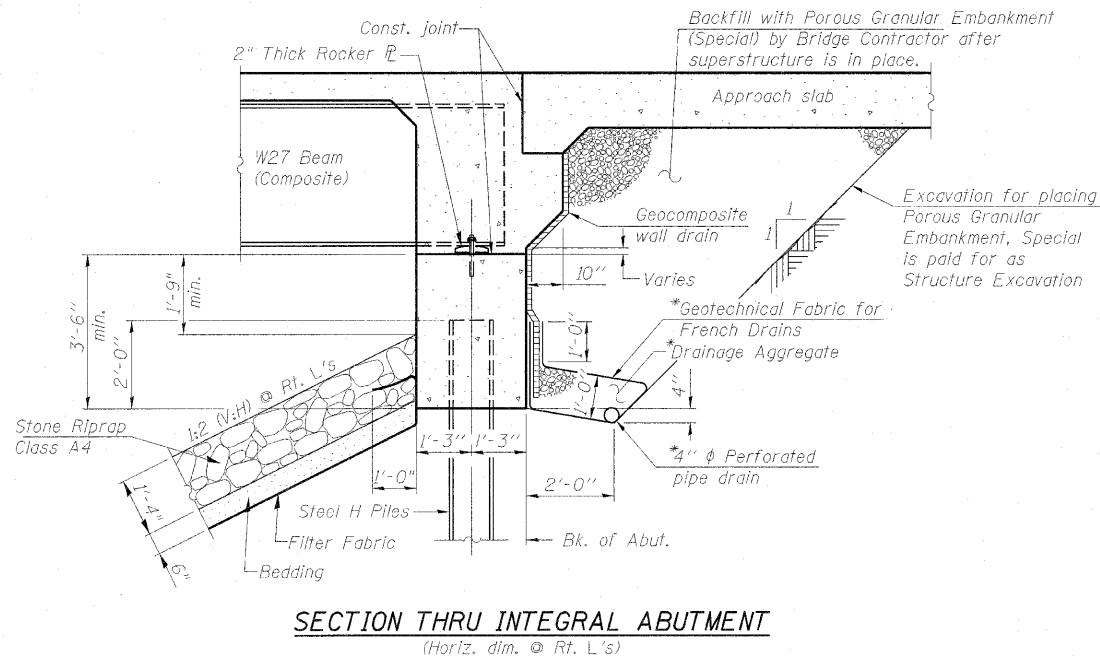 Const. joint
2" Thick Rocker ℙL
Backfill with Porous Granular Embankment
(Special) by Bridge Contractor after
superstructure is in place.
Approach slab
W27 Beam
(Composite)
Geocomposite
wall drain
1
1
Excavation for placing
Porous Granular
Embankment, Special
is paid for as
Structure Excavation
10"
Varies
3'-6"
min.
1'-9"
min.
2'-0"
*Geotechnical Fabric for
French Drains
*Drainage Aggregate
1'-0"
1'-0"
4"
1:2 (V:H) @ Rt. L's
Stone Riprap
Class A4
1'-3"
1'-3"
*4" ϕ Perforated
pipe drain
1'-0"
2'-0"
1'-4"
6"
Steel H Piles
Filter Fabric
Bk. of Abut.
Bedding
SECTION THRU INTEGRAL ABUTMENT
(Horiz. dim. @ Rt. L's)